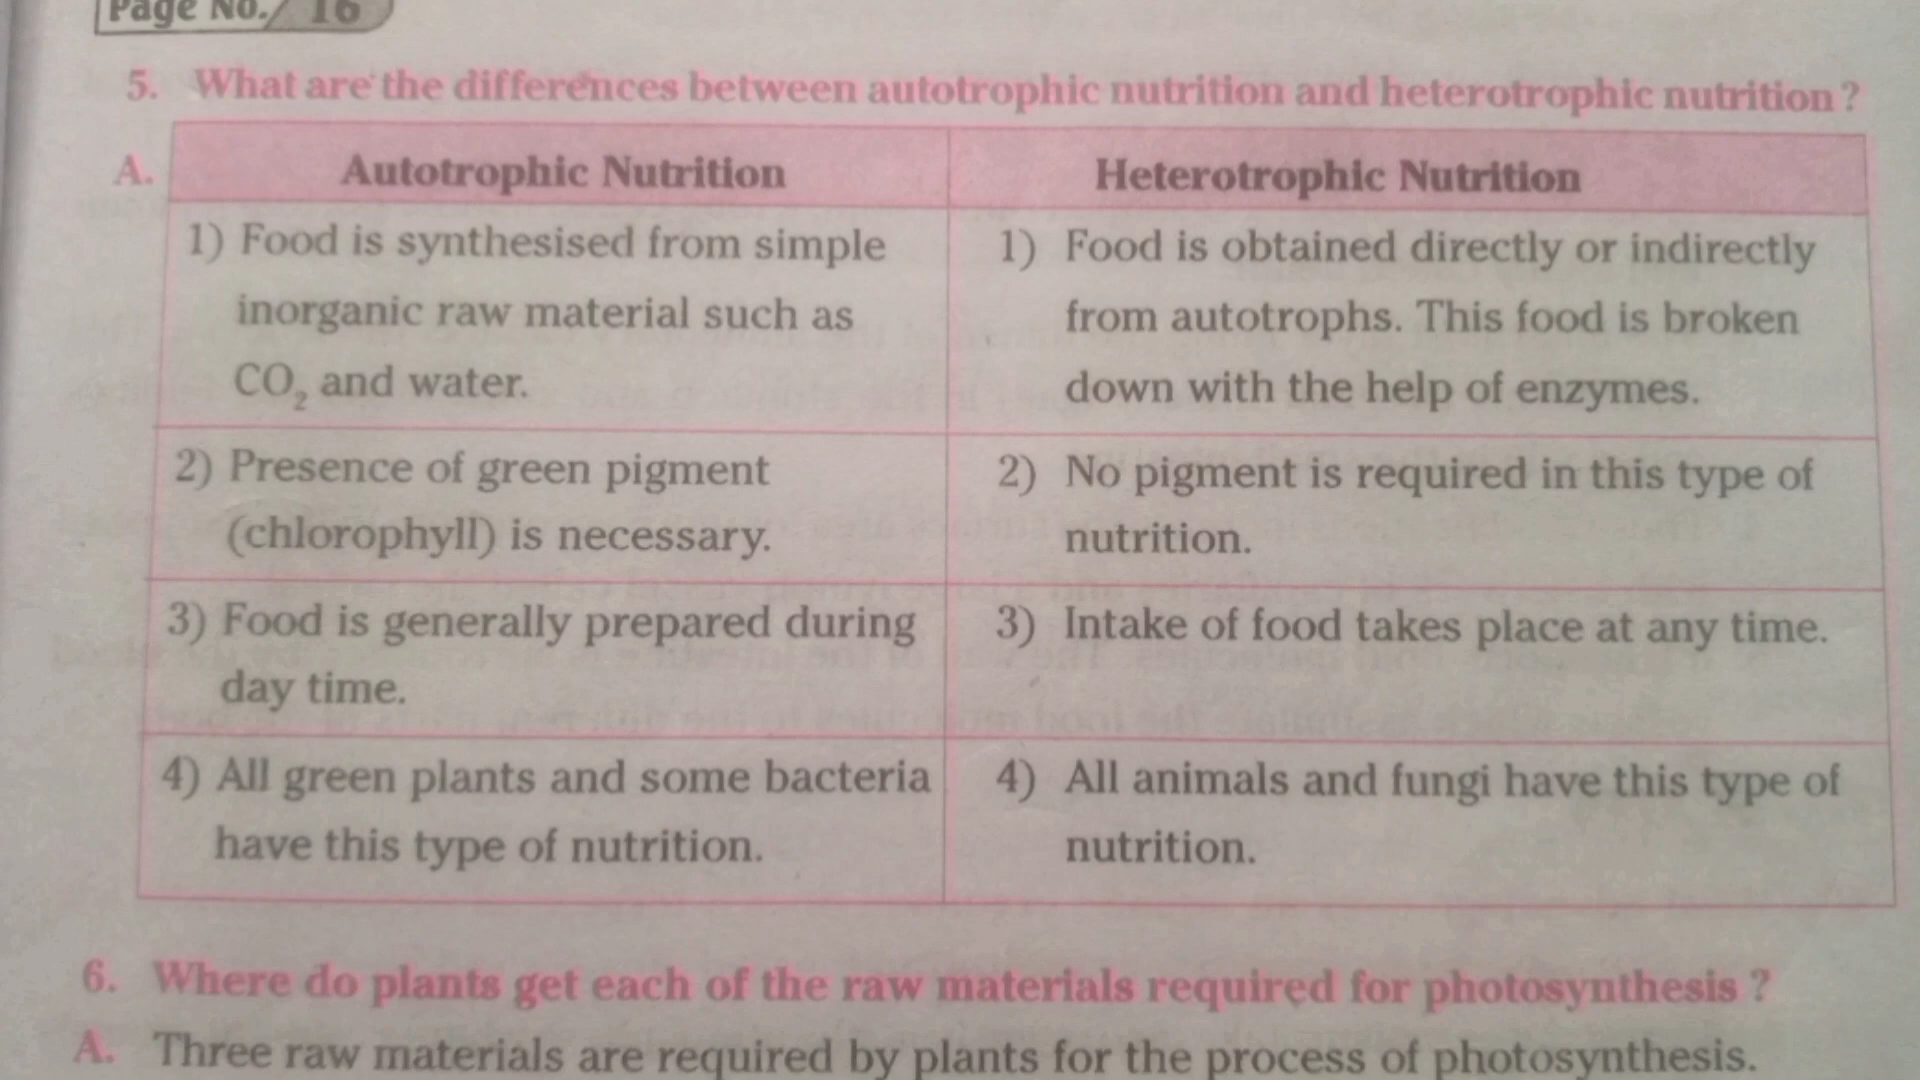 Page No. 16
5. What are the differences between autotrophic nutrition and heterotrophic nutrition ?
A. Autotrophic Nutrition Heterotrophic Nutrition
1) Food is synthesised from simple
inorganic raw material such as
CO₂ and water.
1) Food is obtained directly or indirectly
from autotrophs. This food is broken
down with the help of enzymes.
2) Presence of green pigment
(chlorophyll) is necessary.
2) No pigment is required in this type of
nutrition.
3) Food is generally prepared during
day time.
3) Intake of food takes place at any time.
4) All green plants and some bacteria
have this type of nutrition.
4) All animals and fungi have this type of
nutrition.
6. Where do plants get each of the raw materials required for photosynthesis ?
A. Three raw materials are required by plants for the process of photosynthesis.